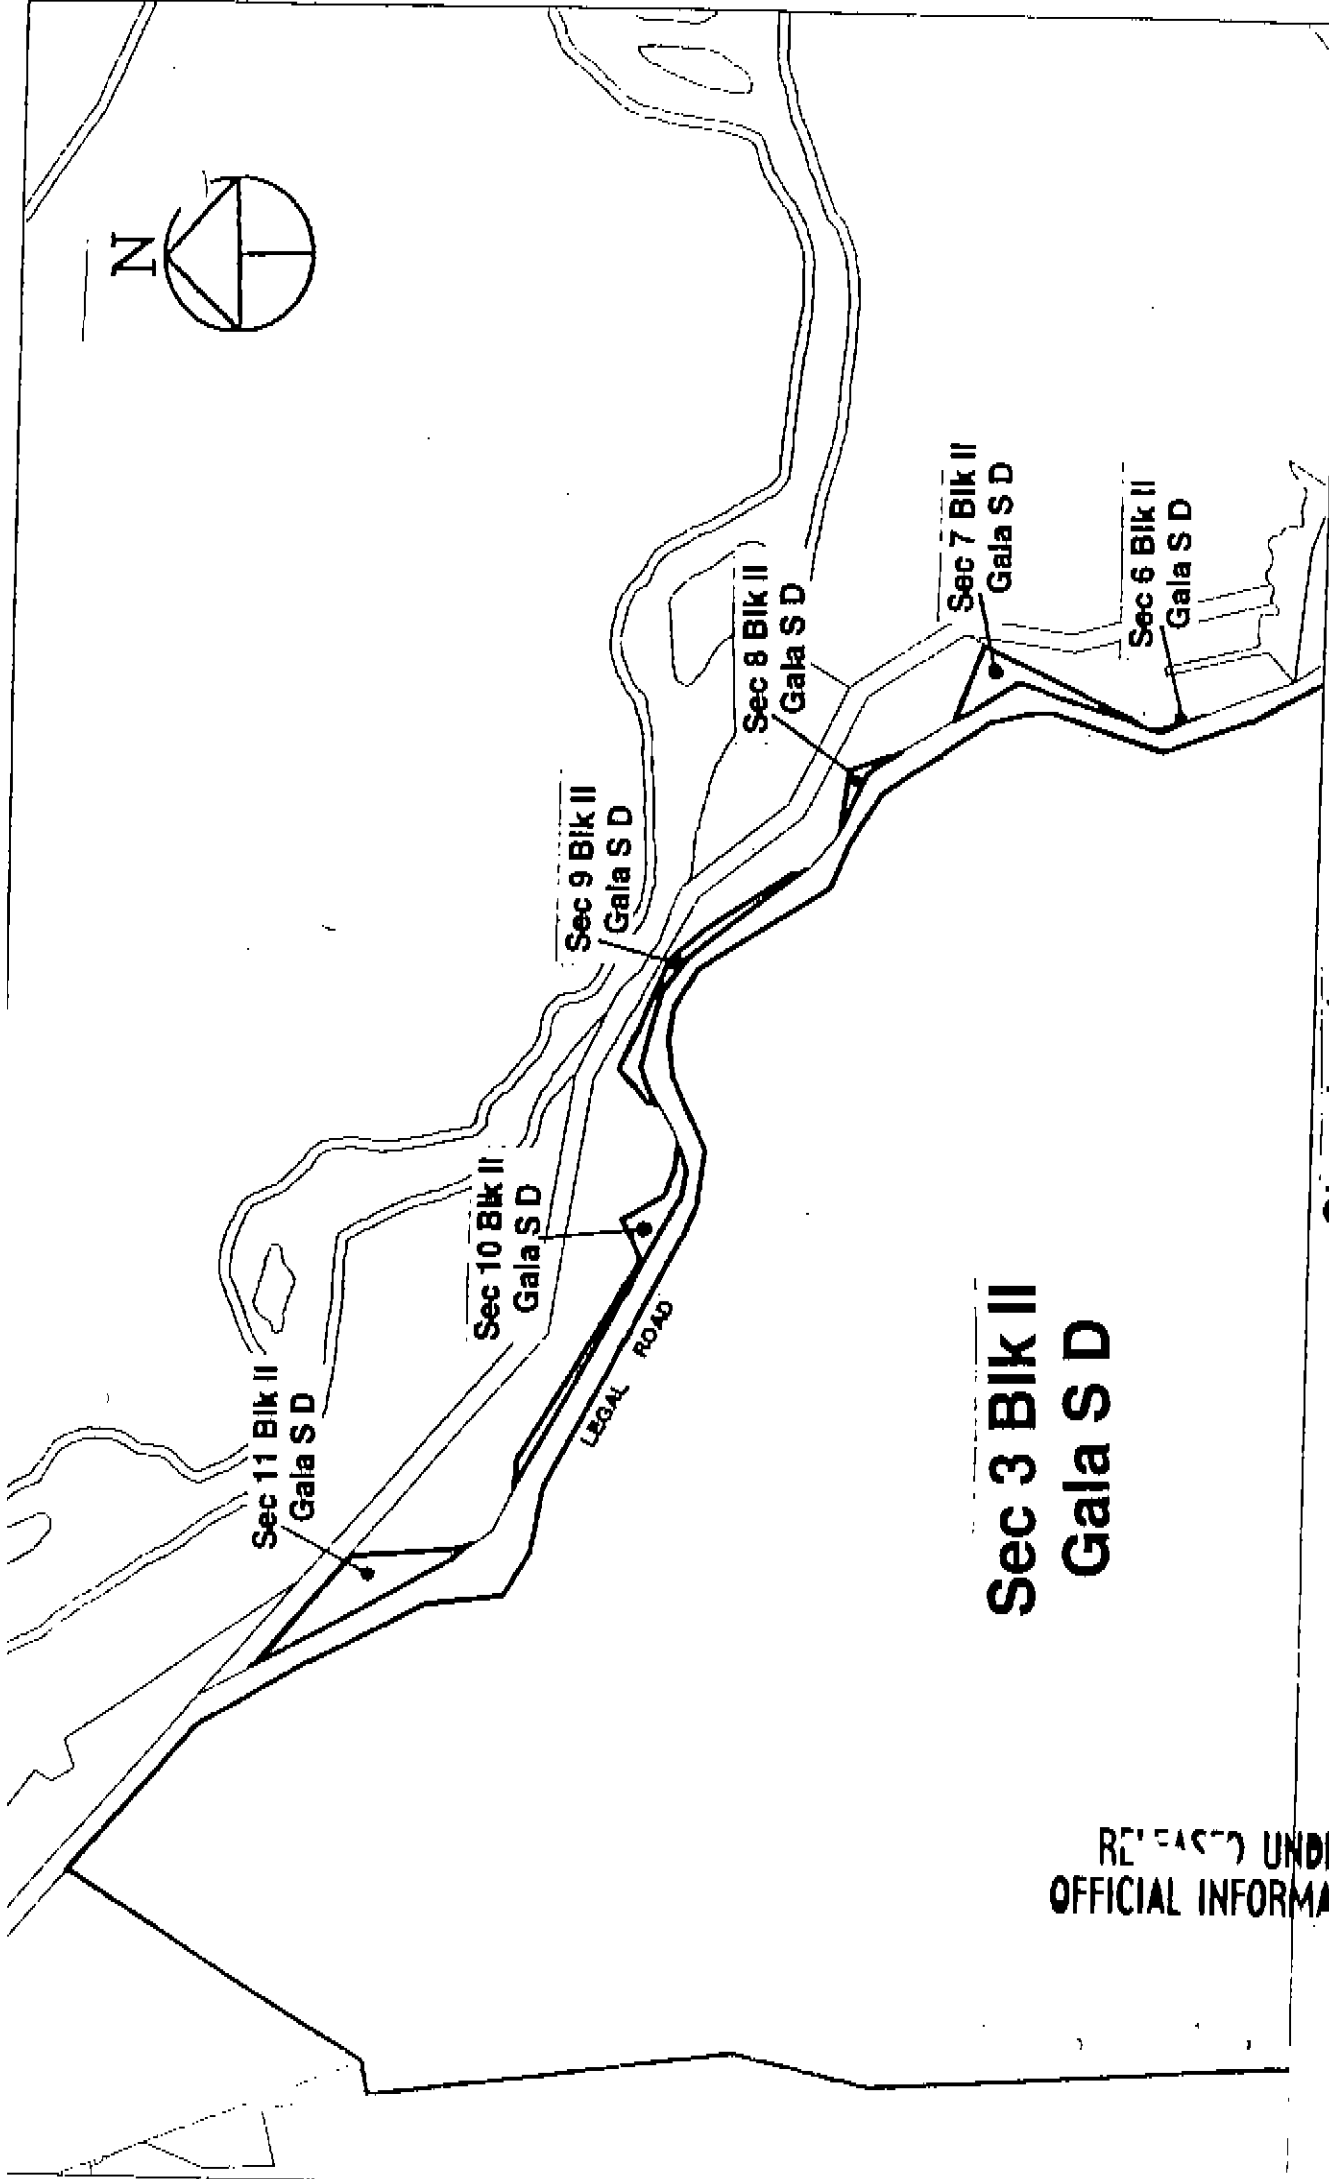 N
Sec 11 Blk II
Gala S D
Sec 10 Blk II
Gala S D
Sec 9 Blk II
Gala S D
Sec 8 Blk II
Gala S D
Sec 7 Blk II
Gala S D
Sec 6 Blk II
Gala S D
LEGAL ROAD
Sec 3 Blk II
Gala S D
OFFICIAL